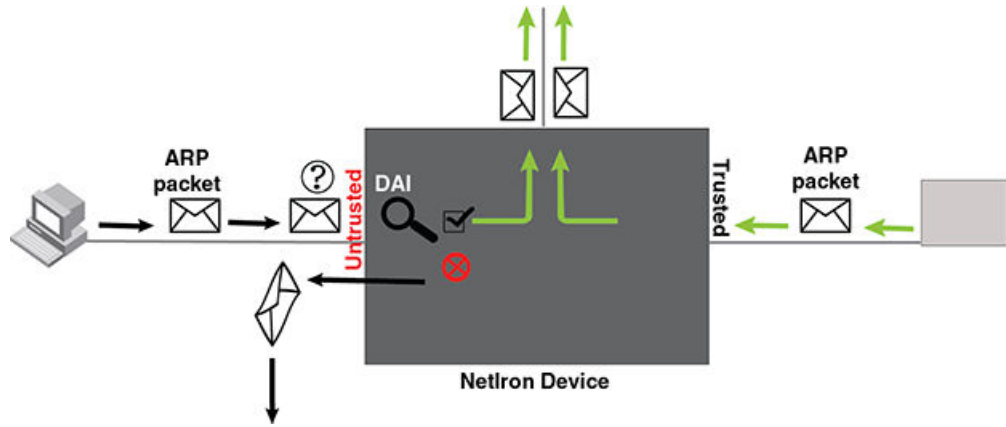 ARP
packet
?
Untrusted
DAI
Trusted
ARP
packet
NetIron Device